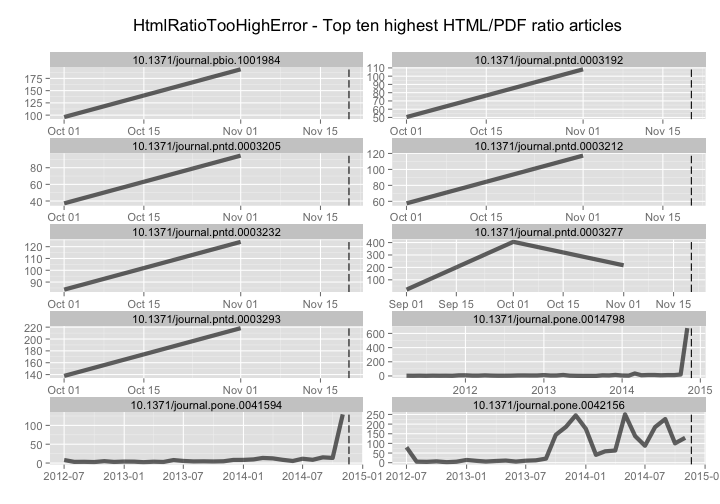 HtmlRatioTooHighError - Top ten highest HTML/PDF ratio articles
10.1371/journal.pbio.1001984
10.1371/journal.pntd.0003192
175
150
125
100
110
100
90
80
70
60
50
Oct 01 Oct 15 Nov 01 Nov 15
Oct 01 Oct 15 Nov 01 Nov 15
10.1371/journal.pntd.0003205
10.1371/journal.pntd.0003212
80
60
40
120
100
80
60
Oct 01 Oct 15 Nov 01 Nov 15
Oct 01 Oct 15 Nov 01 Nov 15
10.1371/journal.pntd.0003232
10.1371/journal.pntd.0003277
120
110
100
90
400
300
200
100
Oct 01 Oct 15 Nov 01 Nov 15
Sep 01 Sep 15 Oct 01 Oct 15 Nov 01 Nov 15
10.1371/journal.pntd.0003293
10.1371/journal.pone.0014798
220
200
180
160
140
600
400
200
0
Oct 01 Oct 15 Nov 01 Nov 15
2012 2013 2014 2015
10.1371/journal.pone.0041594
10.1371/journal.pone.0042156
100
50
0
250
200
150
100
50
0
2012-07 2013-01 2013-07 2014-01 2014-07 2015-01
2012-07 2013-01 2013-07 2014-01 2014-07 2015-0